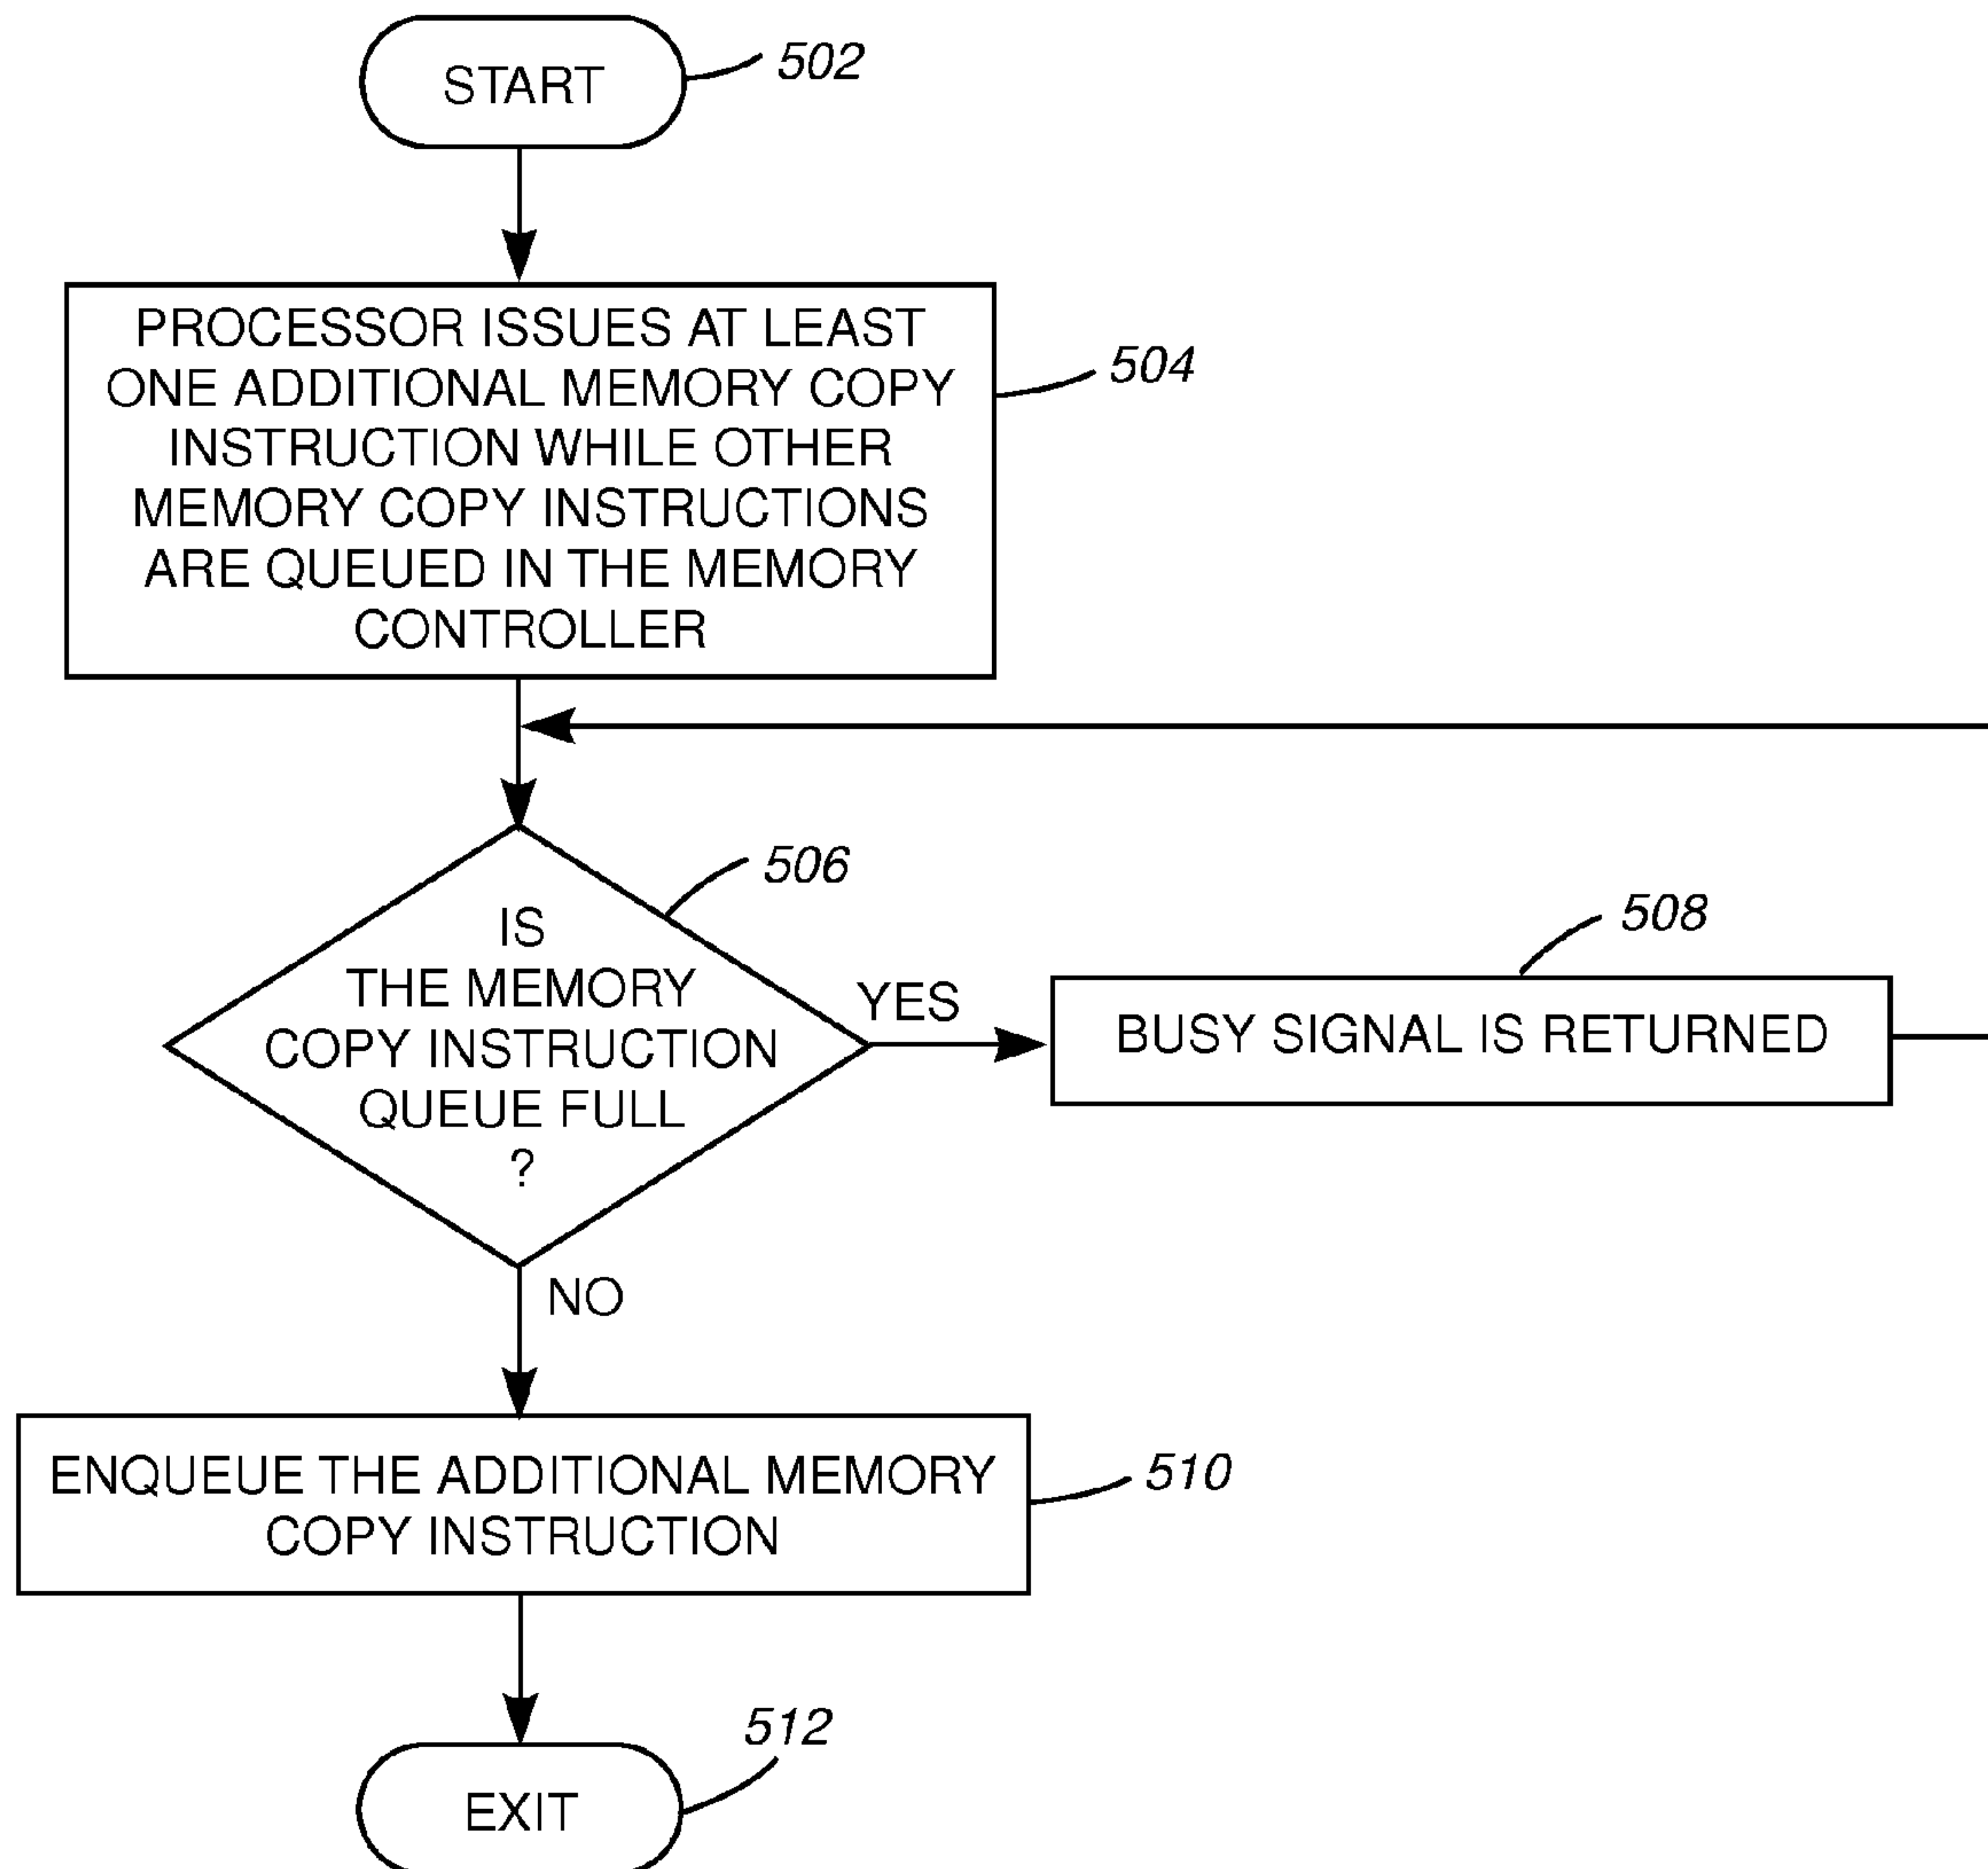 START
502
PROCESSOR ISSUES AT LEAST
ONE ADDITIONAL MEMORY COPY
INSTRUCTION WHILE OTHER
MEMORY COPY INSTRUCTIONS
ARE QUEUED IN THE MEMORY
CONTROLLER
504
506
IS
THE MEMORY
COPY INSTRUCTION
QUEUE FULL
?
YES
508
BUSY SIGNAL IS RETURNED
NO
ENQUEUE THE ADDITIONAL MEMORY
COPY INSTRUCTION
510
512
EXIT